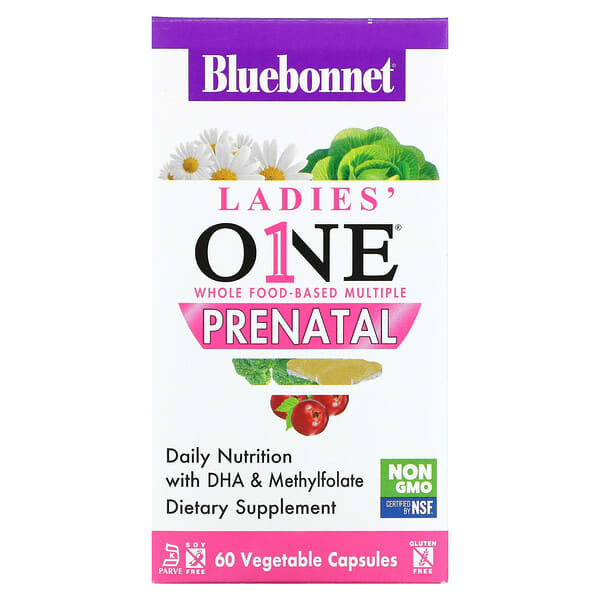 Bluebonnet®
LADIES’
O1NE®
WHOLE FOOD-BASED MULTIPLE
PRENATAL
Daily Nutrition
with DHA & Methylfolate
Dietary Supplement
NON
GMO
CERTIFIED BY NSF.
K
PARVE
SOY
FREE
60 Vegetable Capsules
GLUTEN
FREE